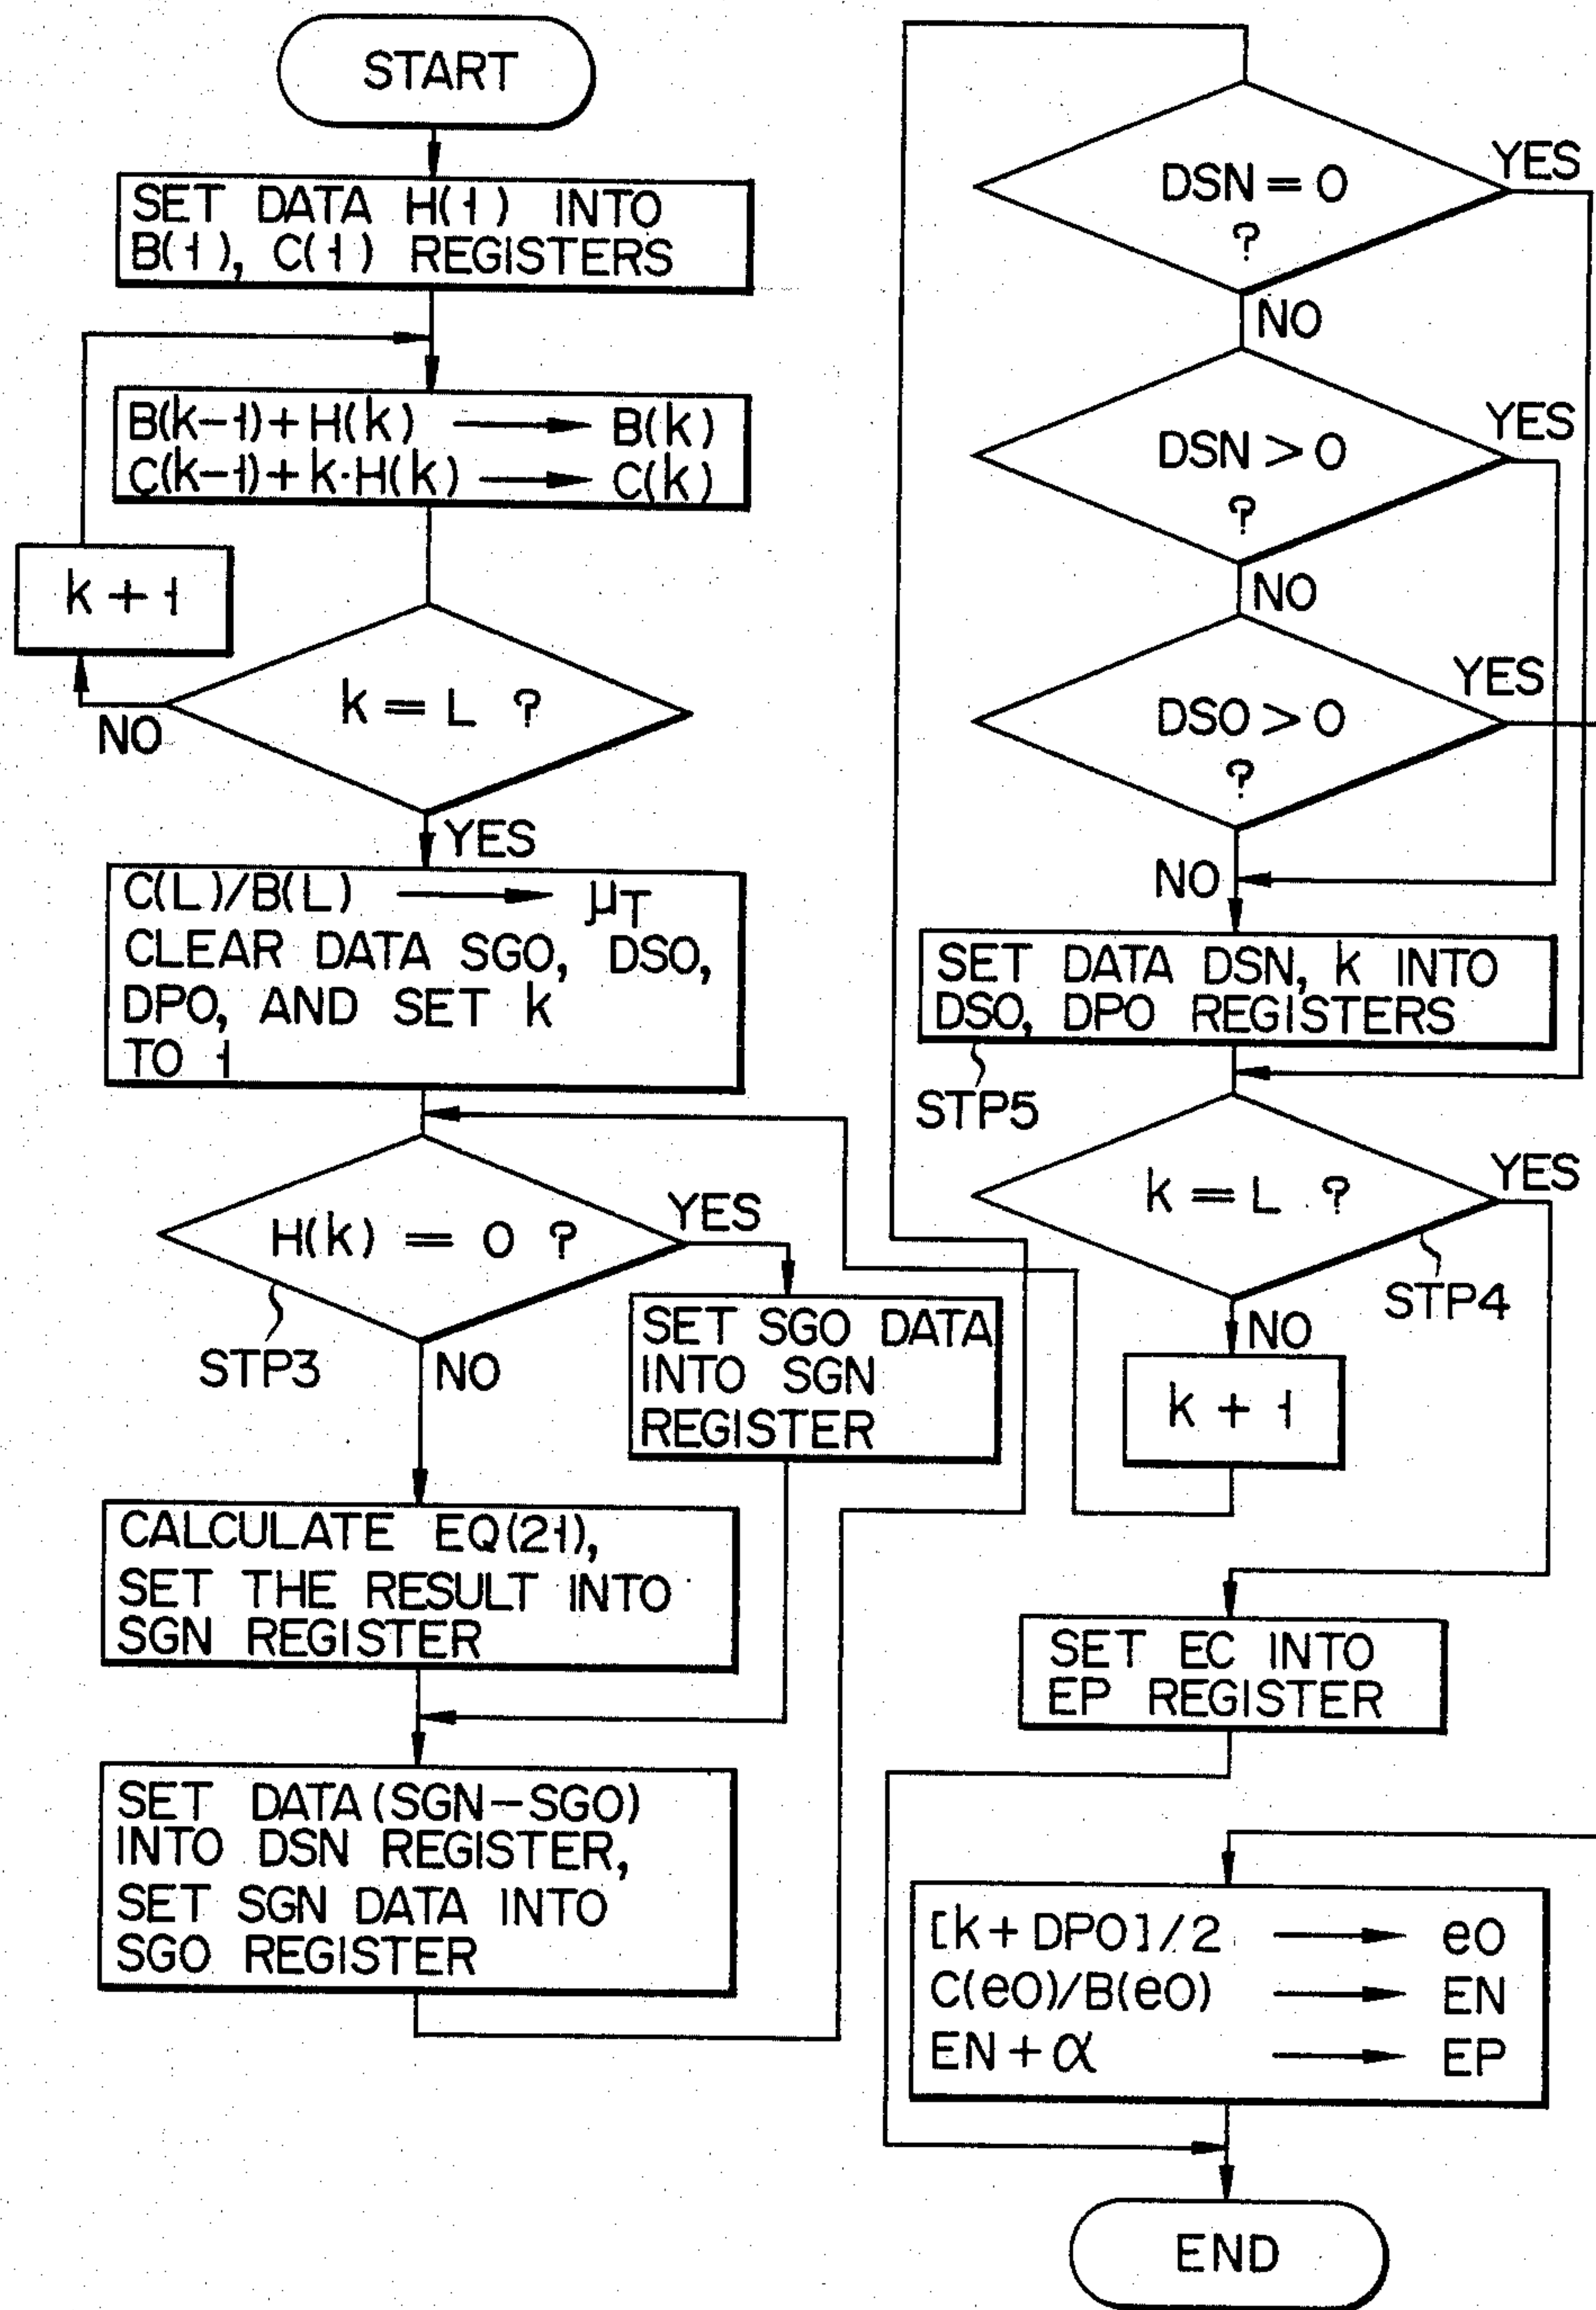 START
SET DATA H(1) INTO
B(1), C(1) REGISTERS
B(k-1)+H(k) → B(k)
C(k-1)+k·H(k) → C(k)
k + 1
k = L ?
NO
YES
C(L)/B(L) → μT
CLEAR DATA SGO, DSO,
DPO, AND SET k
TO 1
H(k) = 0 ?
YES
STP3
NO
SET SGO DATA
INTO SGN
REGISTER
CALCULATE EQ(21),
SET THE RESULT INTO
SGN REGISTER
SET DATA (SGN-SGO)
INTO DSN REGISTER,
SET SGN DATA INTO
SGO REGISTER
DSN = 0
?
YES
NO
DSN > 0
?
YES
NO
DSO > 0
?
YES
NO
SET DATA DSN, k INTO
DSO, DPO REGISTERS
STP5
k = L ?
YES
STP4
NO
k + 1
SET EC INTO
EP REGISTER
[k + DPO]/2 → eO
C(eO)/B(eO) → EN
EN + α → EP
END